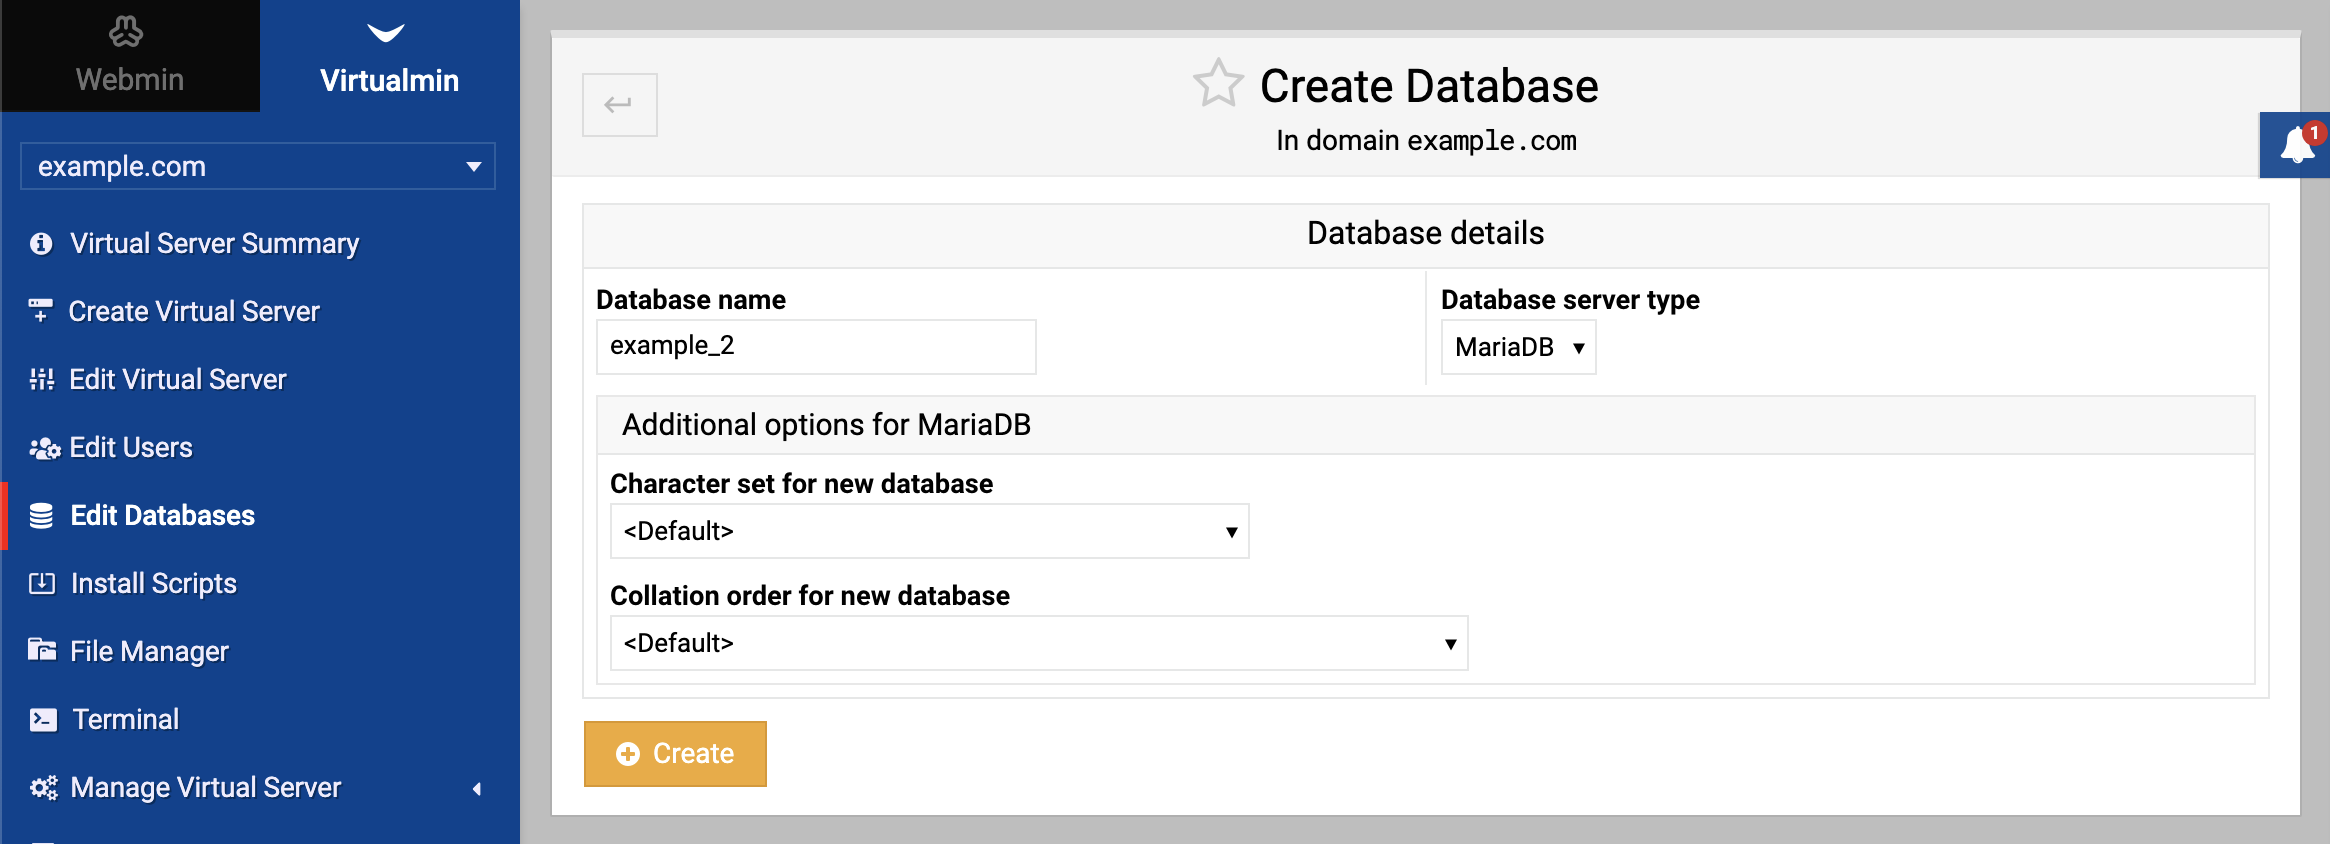 Webmin
Virtualmin
example.com
Virtual Server Summary
Create Virtual Server
Edit Virtual Server
Edit Users
Edit Databases
Install Scripts
File Manager
Terminal
Manage Virtual Server
Create Database
In domain example.com
1
Database details
Database name
example_2
Database server type
MariaDB
Additional options for MariaDB
Character set for new database
<Default>
Collation order for new database
<Default>
Create